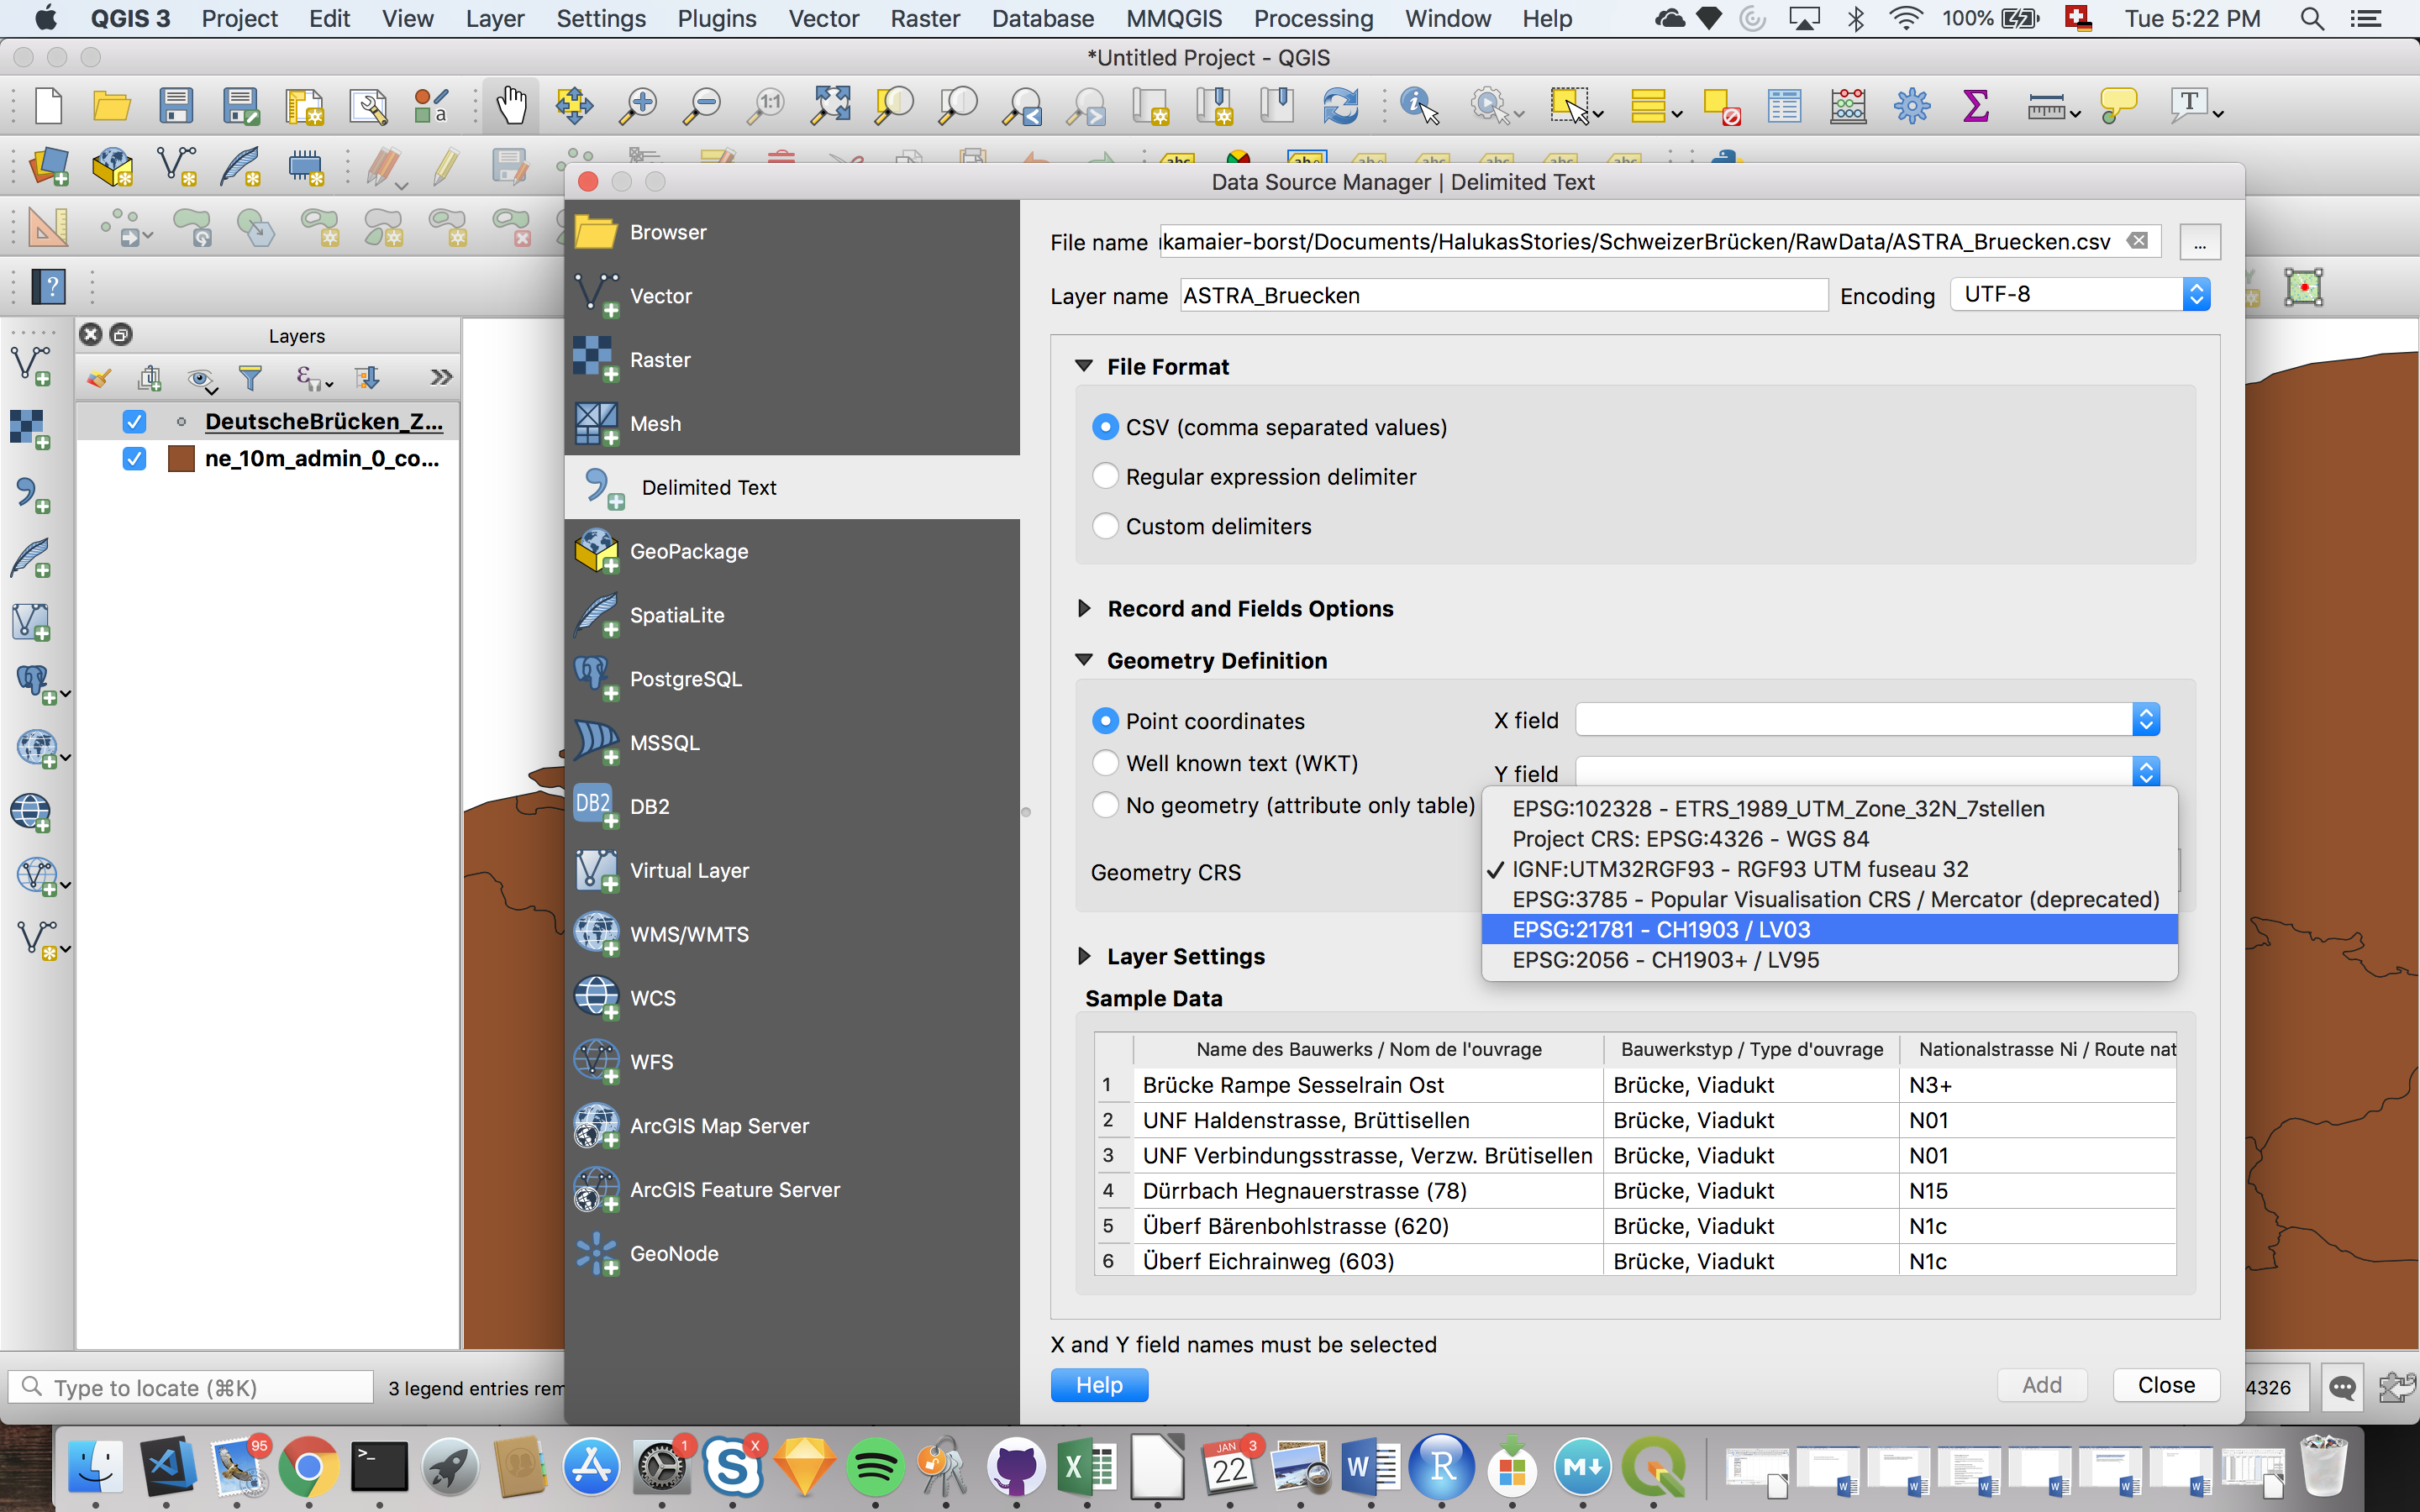 QGIS 3 Project Edit View Layer Settings Plugins Vector Raster Database MMQGIS Processing Window Help 100% Tue 5:22 PM
*Untitled Project - QGIS
Data Source Manager | Delimited Text
Browser
Vector
Raster
Mesh
Delimited Text
GeoPackage
SpatiaLite
PostgreSQL
MSSQL
DB2
DB2
Virtual Layer
WMS/WMTS
WCS
WFS
ArcGIS Map Server
ArcGIS Feature Server
GeoNode
Layers
DeutscheBrücken_Z...
ne_10m_admin_0_co...
File name kamaier-borst/Documents/HalukasStories/SchweizerBrücken/RawData/ASTRA_Bruecken.csv ...
Layer name ASTRA_Bruecken Encoding UTF-8
File Format
CSV (comma separated values)
Regular expression delimiter
Custom delimiters
Record and Fields Options
Geometry Definition
Point coordinates X field
Well known text (WKT) Y field
No geometry (attribute only table)
Geometry CRS
EPSG:102328 - ETRS_1989_UTM_Zone_32N_7stellen
Project CRS: EPSG:4326 - WGS 84
✓ IGNF:UTM32RGF93 - RGF93 UTM fuseau 32
EPSG:3785 - Popular Visualisation CRS / Mercator (deprecated)
EPSG:21781 - CH1903 / LV03
EPSG:2056 - CH1903+ / LV95
Layer Settings
Sample Data
Name des Bauwerks / Nom de l'ouvrage Bauwerkstyp / Type d'ouvrage Nationalstrasse Ni / Route nat
1 Brücke Rampe Sesselrain Ost Brücke, Viadukt N3+
2 UNF Haldenstrasse, Brüttisellen Brücke, Viadukt N01
3 UNF Verbindungsstrasse, Verzw. Brütisellen Brücke, Viadukt N01
4 Dürrbach Hegnauerstrasse (78) Brücke, Viadukt N15
5 Überf Bärenbohlstrasse (620) Brücke, Viadukt N1c
6 Überf Eichrainweg (603) Brücke, Viadukt N1c
X and Y field names must be selected
Help Add Close
Type to locate (⌘K) 3 legend entries rem 4326
95 1 X JAN 22 3